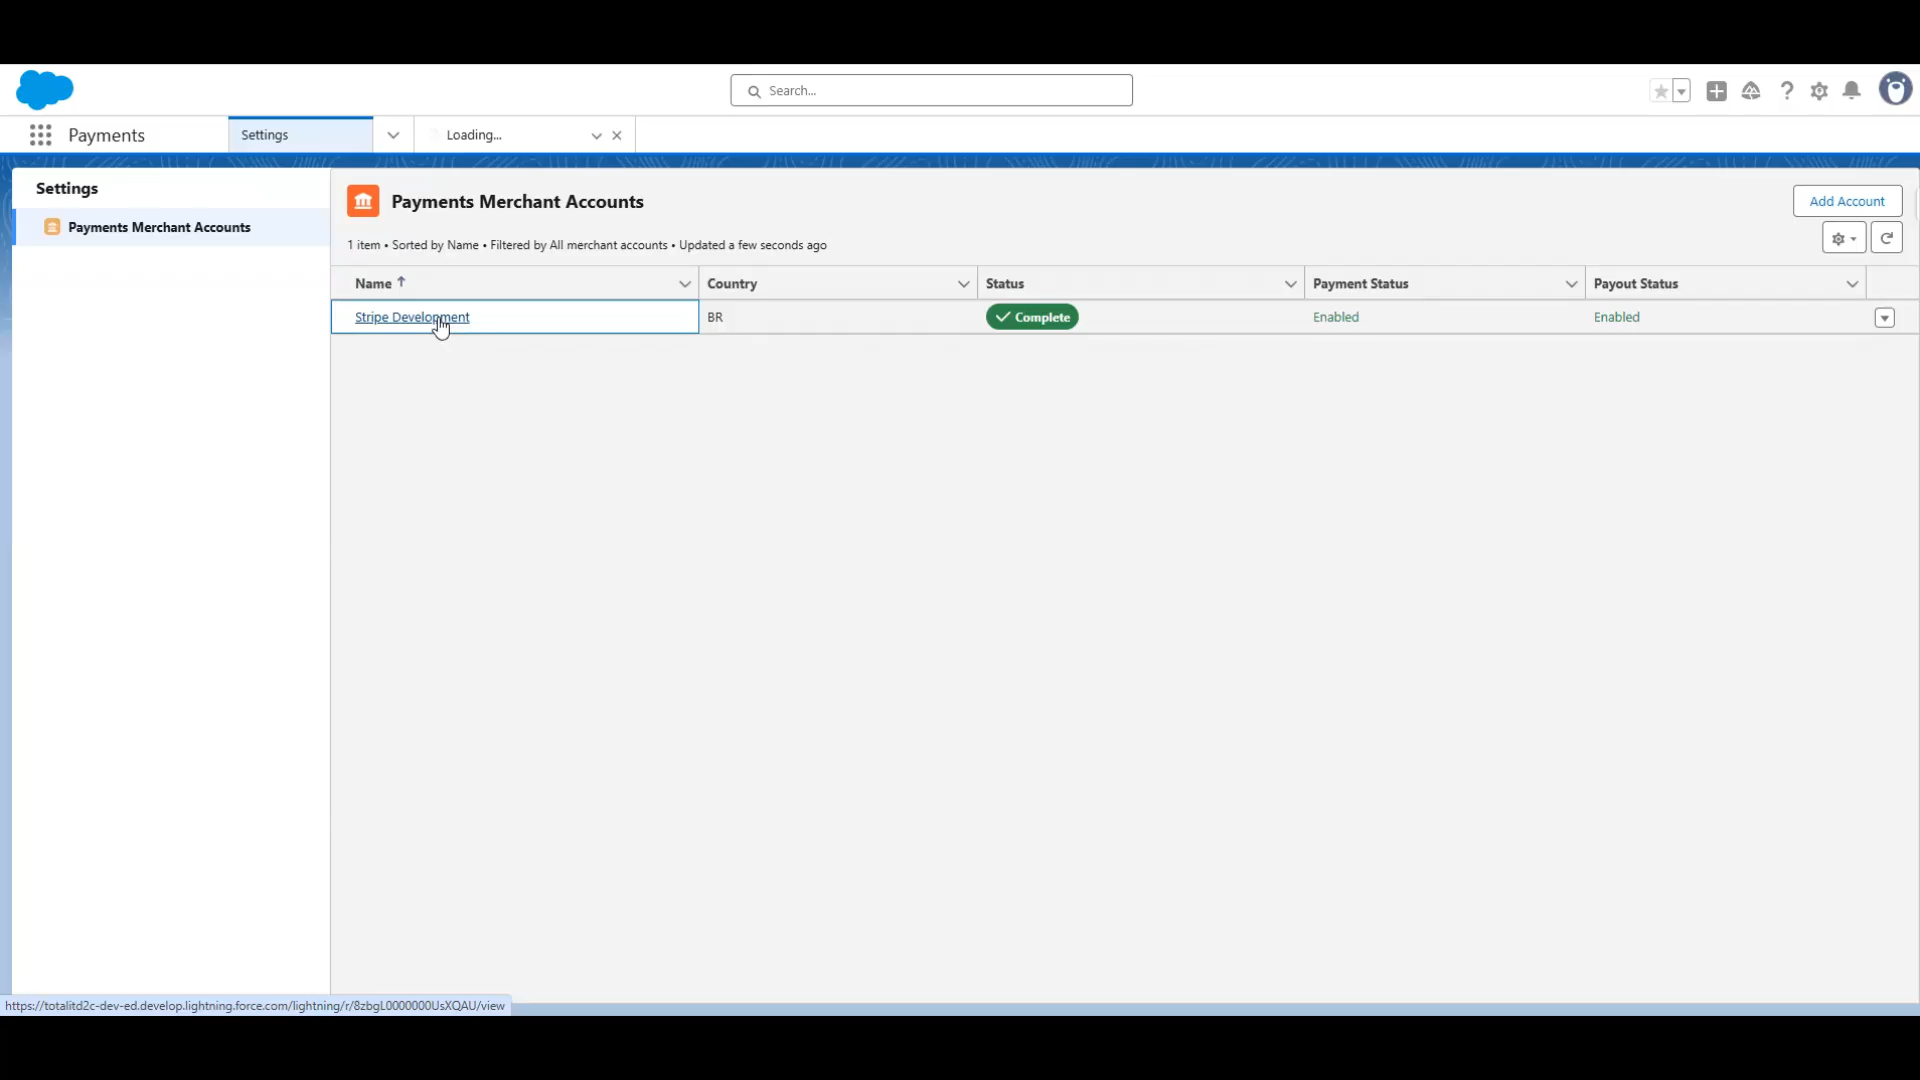 Search...
Payments
Settings
Loading...
Settings
Payments Merchant Accounts
Payments Merchant Accounts
Add Account
1 item • Sorted by Name • Filtered by All merchant accounts • Updated a few seconds ago
Name Country Status Payment Status Payout Status
Stripe Development BR Complete Enabled Enabled
https://totalitd2c-dev-ed.develop.lightning.force.com/lightning/r/8zbgL0000000UsXQAU/view